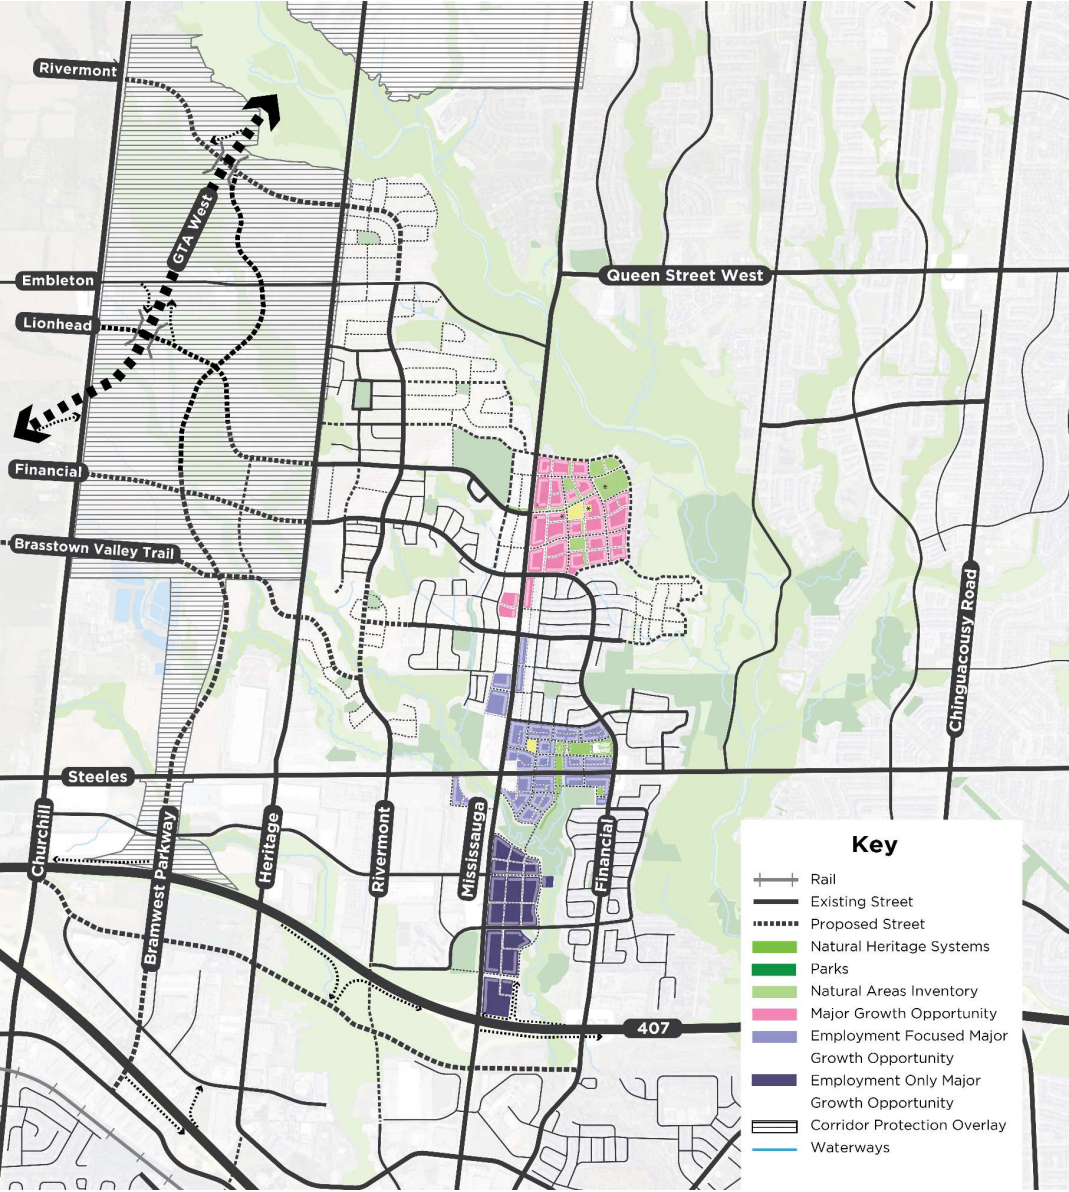 Rivermont
GTA West
Embleton
Queen Street West
Lionhead
Financial
Brasstown Valley Trail
Chinguacousy Road
Steeles
Churchill
Bramwest Parkway
Heritage
Rivermont
Mississauga
Financial
407
Key
Rail
Existing Street
Proposed Street
Natural Heritage Systems
Parks
Natural Areas Inventory
Major Growth Opportunity
Employment Focused Major
Growth Opportunity
Employment Only Major
Growth Opportunity
Corridor Protection Overlay
Waterways